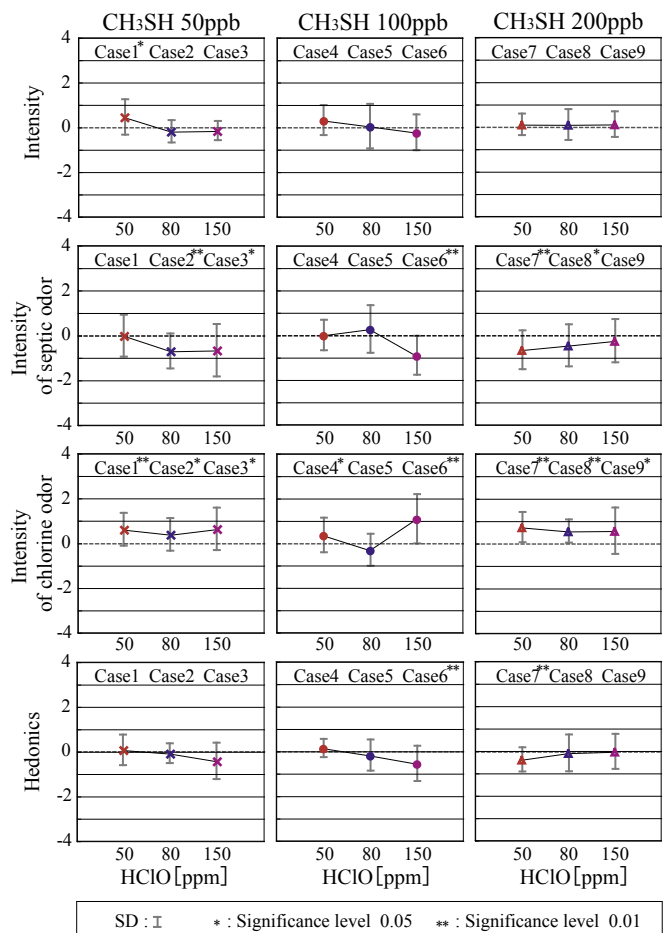 CH₃SH 50ppb CH₃SH 100ppb CH₃SH 200ppb
Intensity
4
2
0
-2
-4
Case1* Case2 Case3
Case4 Case5 Case6
Case7 Case8 Case9
50 80 150 50 80 150 50 80 150
Intensity
of septic odor
4
2
0
-2
-4
Case1 Case2** Case3*
Case4 Case5 Case6**
Case7** Case8* Case9
50 80 150 50 80 150 50 80 150
Intensity
of chlorine odor
4
2
0
-2
-4
Case1** Case2* Case3*
Case4* Case5 Case6**
Case7** Case8** Case9*
50 80 150 50 80 150 50 80 150
Hedonics
4
2
0
-2
-4
Case1 Case2 Case3
Case4 Case5 Case6**
Case7** Case8 Case9
50 80 150 50 80 150 50 80 150
HClO[ppm] HClO[ppm] HClO[ppm]
SD : * : Significance level 0.05 ** : Significance level 0.01